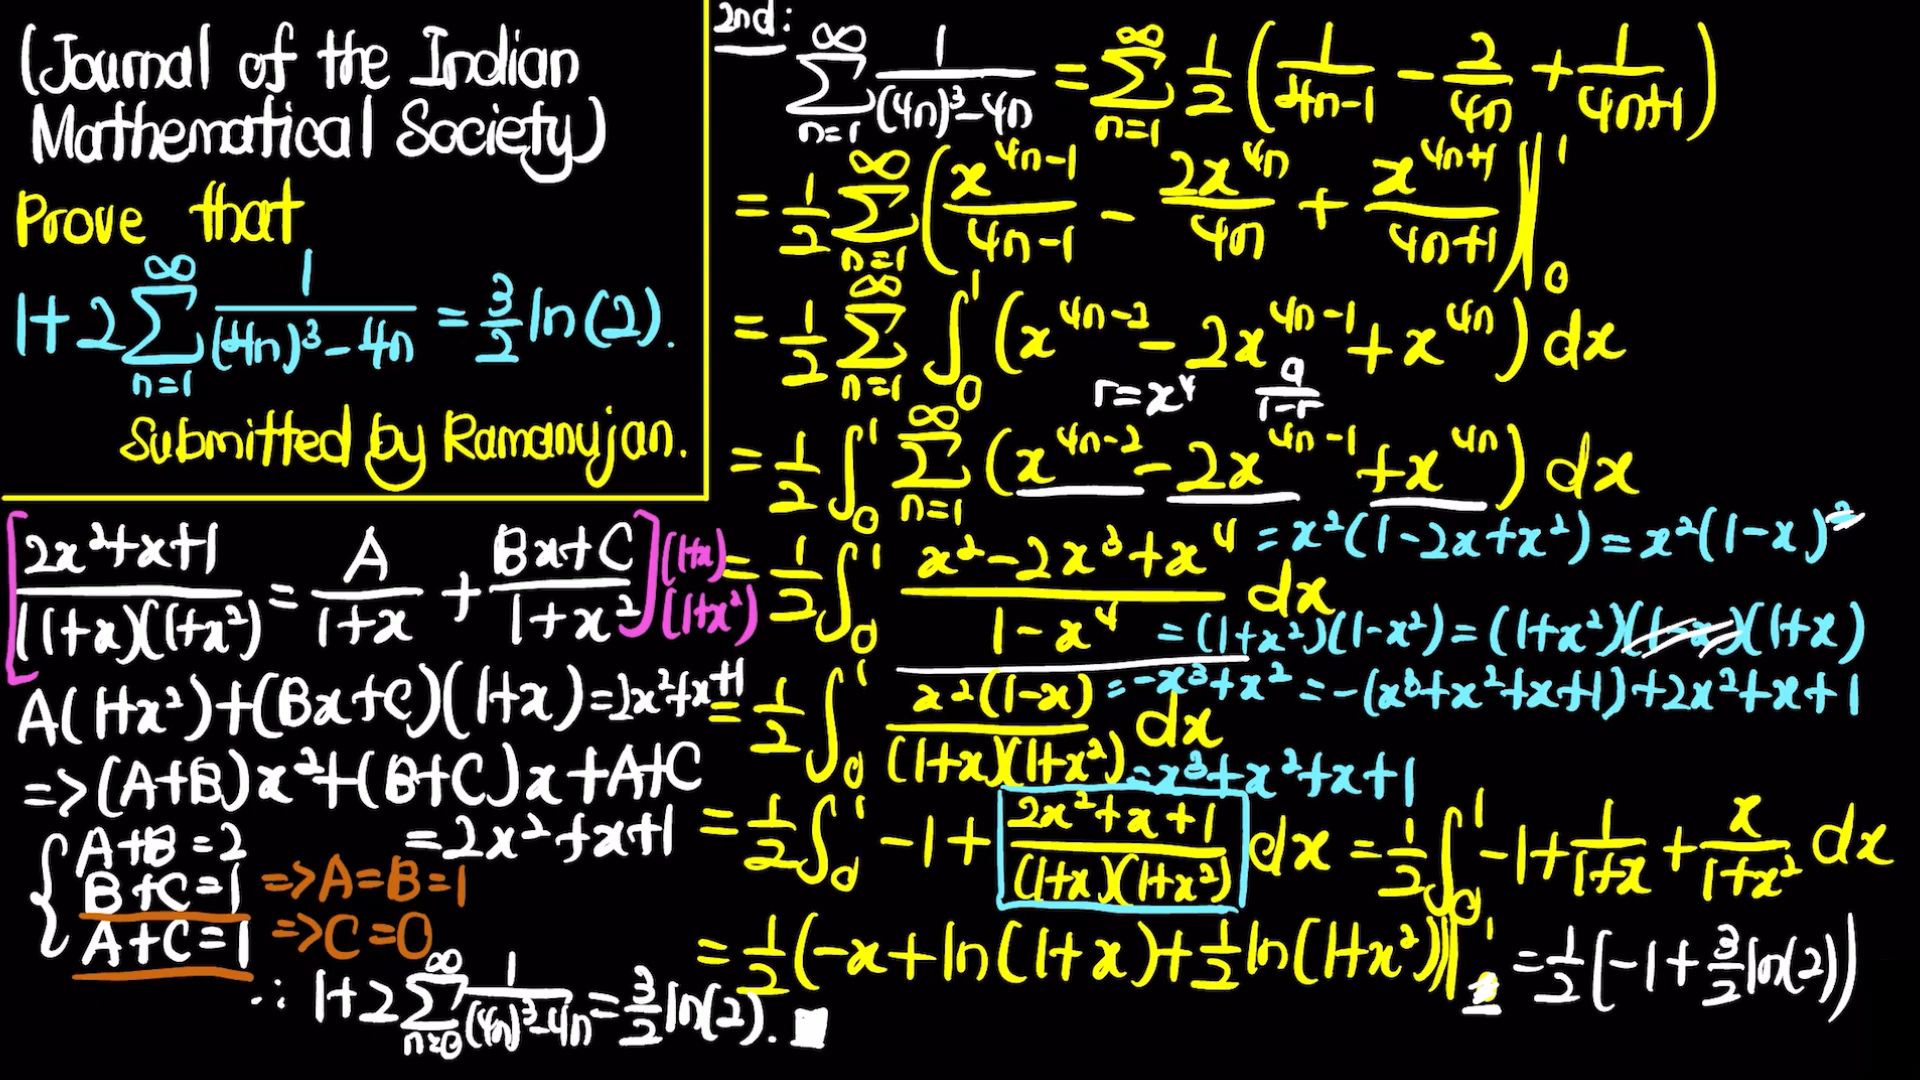 (Journal of the Indian
Mathematical Society)
Prove that
1+2∑_{n=1}^{∞} 1/((4n)³-4n) = 3/2 ln(2).
Submitted by Ramanujan.
[(2x²+x+1)/((1+x)(1+x²)) = A/(1+x) + (Bx+C)/(1+x²)] (1+x)(1+x²)
A(1+x²)+(Bx+C)(1+x)=2x²+x+1
=>(A+B)x²+(B+C)x+A+C
=2x²+x+1
{A+B=2
B+C=1 =>A=B=1
A+C=1 =>C=0
∴ 1+2∑_{n=0}^{∞} 1/((4n)³-4n) = 3/2 ln(2). ■
2nd: ∑_{n=1}^{∞} 1/((4n)³-4n) = ∑_{n=1}^{∞} 1/2 (1/(4n-1) - 2/(4n) + 1/(4n+1))
= 1/2 ∑_{n=1}^{∞} (x^{4n-1}/(4n-1) - 2x^{4n}/(4n) + x^{4n+1}/(4n+1))|_0^1
= 1/2 ∑_{n=1}^{∞} ∫_0^1 (x^{4n-2} - 2x^{4n-1} + x^{4n}) dx
r=x⁴ a/(1-r)
= 1/2 ∫_0^1 ∑_{n=1}^{∞} (x^{4n-2} - 2x^{4n-1} + x^{4n}) dx
= 1/2 ∫_0^1 (x²-2x³+x⁴)/(1-x⁴) dx
=x²(1-2x+x²)=x²(1-x)²
=(1+x²)(1-x²)=(1+x²)(1-x)(1+x)
= 1/2 ∫_0^1 x²(1-x)/((1+x)(1+x²)) dx
=-x³+x²=-(x³+x²+x+1)+2x²+x+1
=x³+x²+x+1
= 1/2 ∫_0^1 -1+ (2x²+x+1)/((1+x)(1+x²)) dx = 1/2 ∫_0^1 -1+ 1/(1+x) + x/(1+x²) dx
= 1/2 (-x+ln(1+x)+ 1/2 ln(1+x²))|^1 = 1/2 (-1+ 3/2 ln(2))